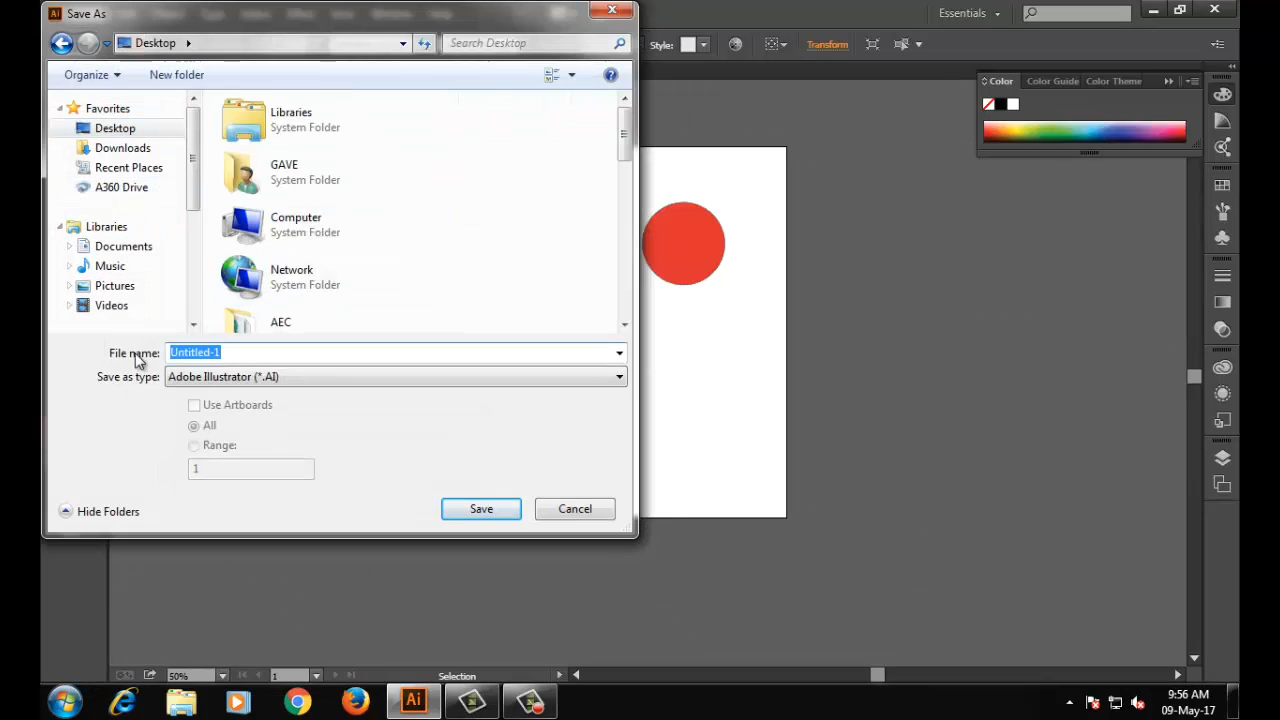 Ai Save As
Essentials
Desktop
Search Desktop
Style:
Transform
Organize
New folder
Color
Color Guide
Color Theme
Favorites
Desktop
Downloads
Recent Places
A360 Drive
Libraries
Documents
Music
Pictures
Videos
Libraries
System Folder
GAVE
System Folder
Computer
System Folder
Network
System Folder
AEC
File name:
Untitled-1
Save as type:
Adobe Illustrator (*.AI)
Use Artboards
All
Range:
1
Hide Folders
Save
Cancel
50%
1
Selection
Ai
9:56 AM
09-May-17